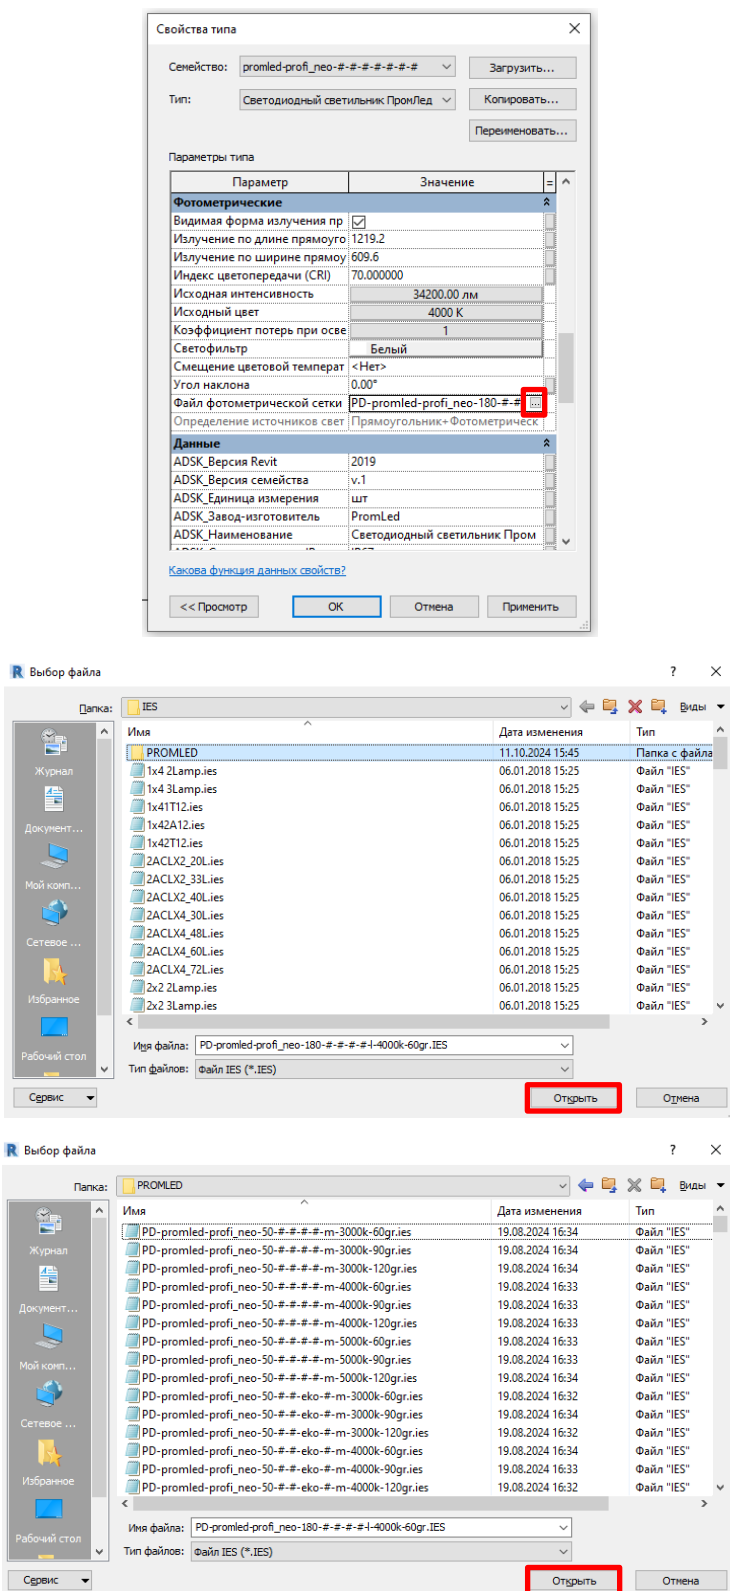 Свойства типа
Семейство: promled-profi_neo-#-#-#-#-#-#-# Загрузить...
Тип: Светодиодный светильник ПромЛед Копировать...
Переименовать...
Параметры типа
Параметр Значение =
Фотометрические
Видимая форма излучения пр
Излучение по длине прямоуго 1219.2
Излучение по ширине прямоу 609.6
Индекс цветопередачи (CRI) 70.000000
Исходная интенсивность 34200.00 лм
Исходный цвет 4000 K
Коэффициент потерь при осве 1
Светофильтр Белый
Смещение цветовой температ <Нет>
Угол наклона 0.00°
Файл фотометрической сетки PD-promled-profi_neo-180-#-# ...
Определение источников свет Прямоугольник+Фотометрическ
Данные
ADSK_Версия Revit 2019
ADSK_Версия семейства v.1
ADSK_Единица измерения шт
ADSK_Завод-изготовитель PromLed
ADSK_Наименование Светодиодный светильник Пром
Какова функция данных свойств?
<< Просмотр ОК Отмена Применить
R Выбор файла ?
Папка: IES Виды
Имя Дата изменения Тип
PROMLED 11.10.2024 15:45 Папка с файла
1x4 2Lamp.ies 06.01.2018 15:25 Файл "IES"
1x4 3Lamp.ies 06.01.2018 15:25 Файл "IES"
1x41T12.ies 06.01.2018 15:25 Файл "IES"
1x42A12.ies 06.01.2018 15:25 Файл "IES"
1x42T12.ies 06.01.2018 15:25 Файл "IES"
2ACLX2_20L.ies 06.01.2018 15:25 Файл "IES"
2ACLX2_33L.ies 06.01.2018 15:25 Файл "IES"
2ACLX2_40L.ies 06.01.2018 15:25 Файл "IES"
2ACLX4_30L.ies 06.01.2018 15:25 Файл "IES"
2ACLX4_48L.ies 06.01.2018 15:25 Файл "IES"
2ACLX4_60L.ies 06.01.2018 15:25 Файл "IES"
2ACLX4_72L.ies 06.01.2018 15:25 Файл "IES"
2x2 2Lamp.ies 06.01.2018 15:25 Файл "IES"
2x2 3Lamp.ies 06.01.2018 15:25 Файл "IES"
Журнал
Документ...
Мой комп...
Сетевое ...
Избранное
Рабочий стол
Имя файла: PD-promled-profi_neo-180-#-#-#-#-l-4000k-60gr.IES
Тип файлов: Файл IES (*.IES)
Сервис Открыть Отмена
R Выбор файла ?
Папка: PROMLED Виды
Имя Дата изменения Тип
PD-promled-profi_neo-50-#-#-#-#-m-3000k-60gr.ies 19.08.2024 16:34 Файл "IES"
PD-promled-profi_neo-50-#-#-#-#-m-3000k-90gr.ies 19.08.2024 16:34 Файл "IES"
PD-promled-profi_neo-50-#-#-#-#-m-3000k-120gr.ies 19.08.2024 16:34 Файл "IES"
PD-promled-profi_neo-50-#-#-#-#-m-4000k-60gr.ies 19.08.2024 16:33 Файл "IES"
PD-promled-profi_neo-50-#-#-#-#-m-4000k-90gr.ies 19.08.2024 16:33 Файл "IES"
PD-promled-profi_neo-50-#-#-#-#-m-4000k-120gr.ies 19.08.2024 16:33 Файл "IES"
PD-promled-profi_neo-50-#-#-#-#-m-5000k-60gr.ies 19.08.2024 16:33 Файл "IES"
PD-promled-profi_neo-50-#-#-#-#-m-5000k-90gr.ies 19.08.2024 16:33 Файл "IES"
PD-promled-profi_neo-50-#-#-#-#-m-5000k-120gr.ies 19.08.2024 16:34 Файл "IES"
PD-promled-profi_neo-50-#-#-eko-#-m-3000k-60gr.ies 19.08.2024 16:32 Файл "IES"
PD-promled-profi_neo-50-#-#-eko-#-m-3000k-90gr.ies 19.08.2024 16:34 Файл "IES"
PD-promled-profi_neo-50-#-#-eko-#-m-3000k-120gr.ies 19.08.2024 16:32 Файл "IES"
PD-promled-profi_neo-50-#-#-eko-#-m-4000k-60gr.ies 19.08.2024 16:34 Файл "IES"
PD-promled-profi_neo-50-#-#-eko-#-m-4000k-90gr.ies 19.08.2024 16:33 Файл "IES"
PD-promled-profi_neo-50-#-#-eko-#-m-4000k-120gr.ies 19.08.2024 16:32 Файл "IES"
Журнал
Документ...
Мой комп...
Сетевое ...
Избранное
Рабочий стол
Имя файла: PD-promled-profi_neo-180-#-#-#-#-l-4000k-60gr.IES
Тип файлов: Файл IES (*.IES)
Сервис Открыть Отмена